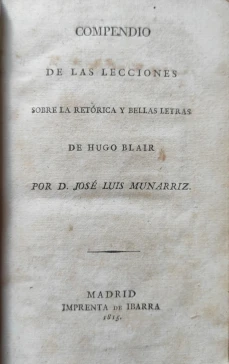 COMPENDIO
DE LAS LECCIONES
SOBRE LA RETÓRICA Y BELLAS LETRAS
DE HUGO BLAIR
POR D. JOSÉ LUIS MUNARRIZ.
MADRID
IMPRENTA DE IBARRA
1815.